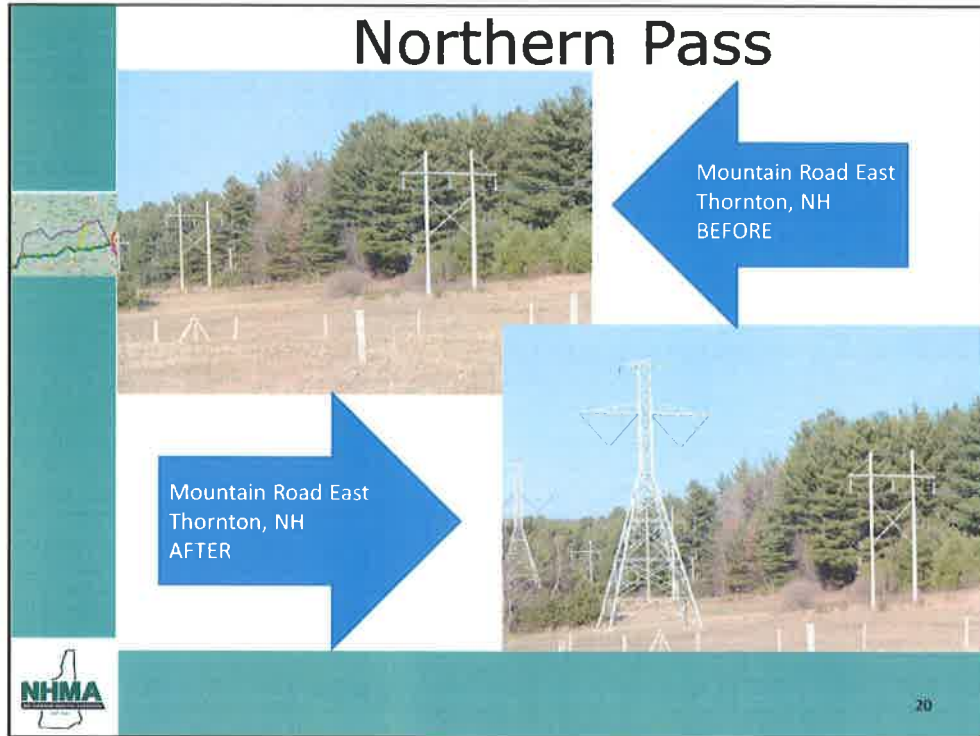 Northern Pass
Mountain Road East
Thornton, NH
BEFORE
Mountain Road East
Thornton, NH
AFTER
NHMA
20